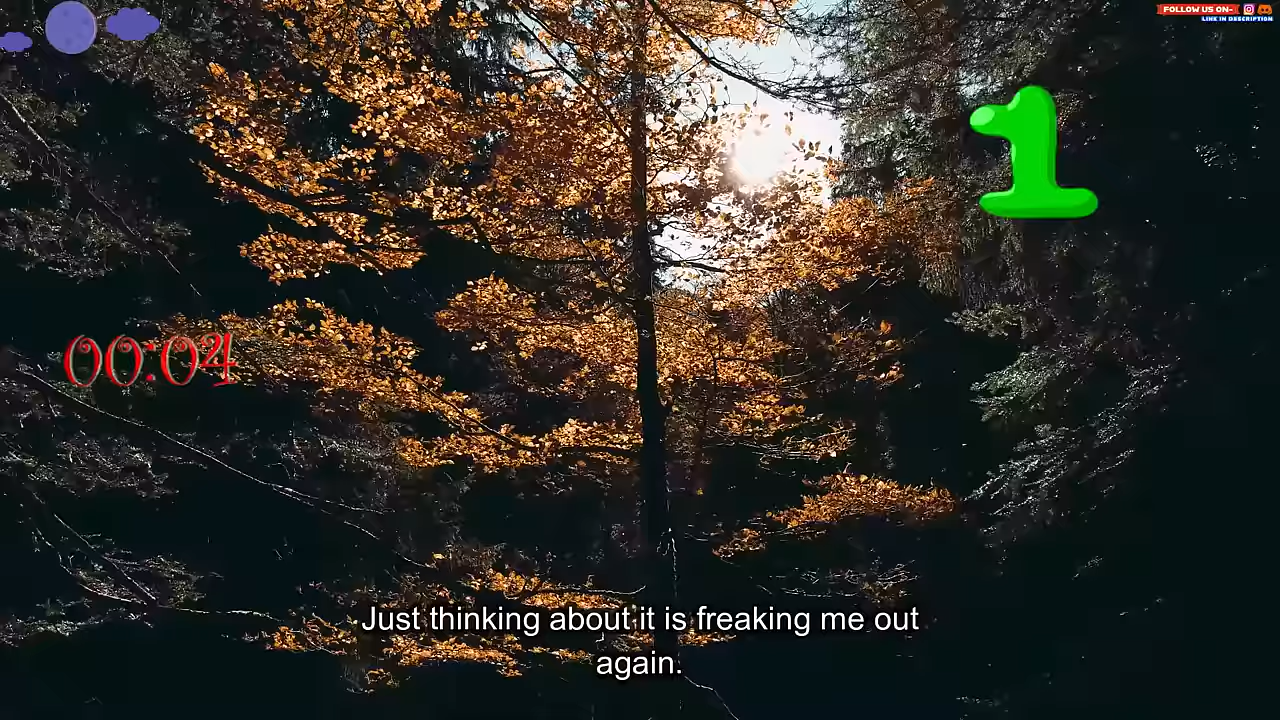 FOLLOW US ON-
LINK IN DESCRIPTION
1
00:04
Just thinking about it is freaking me out
again.